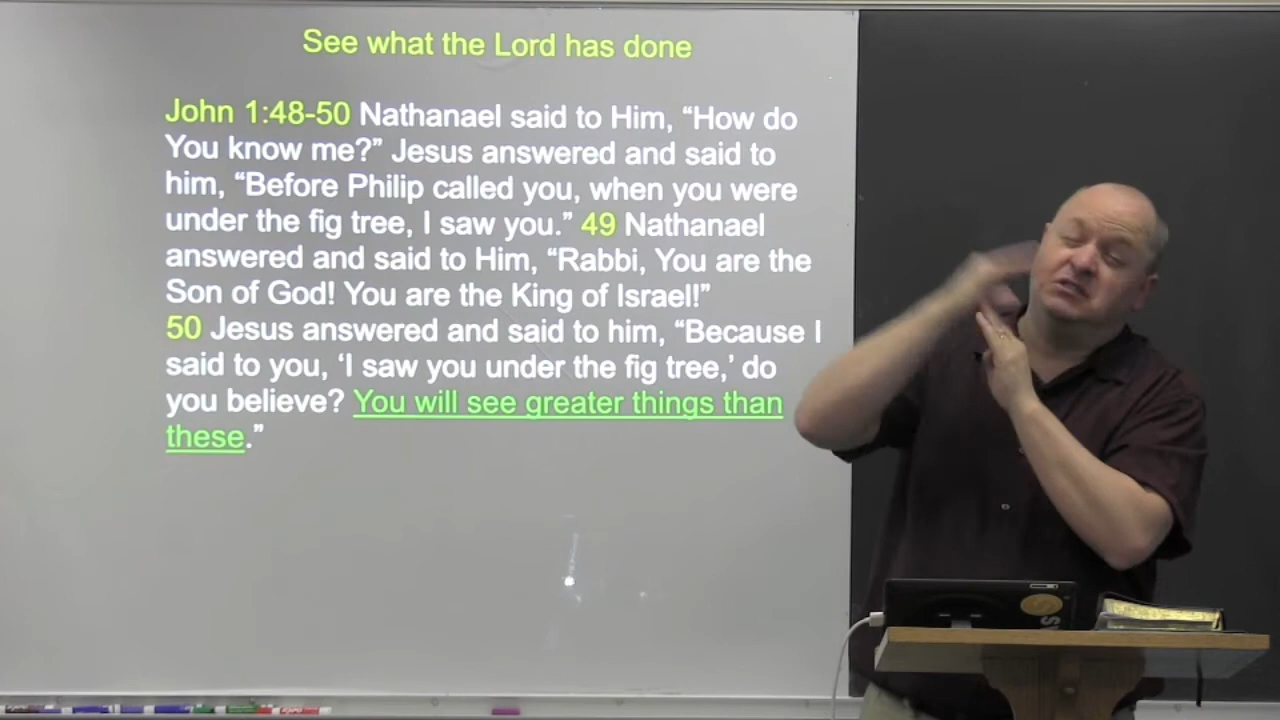 See what the Lord has done
John 1:48-50 Nathanael said to Him, “How do
You know me?” Jesus answered and said to
him, “Before Philip called you, when you were
under the fig tree, I saw you.” 49 Nathanael
answered and said to Him, “Rabbi, You are the
Son of God! You are the King of Israel!”
50 Jesus answered and said to him, “Because I
said to you, ‘I saw you under the fig tree,’ do
you believe? You will see greater things than
these.”